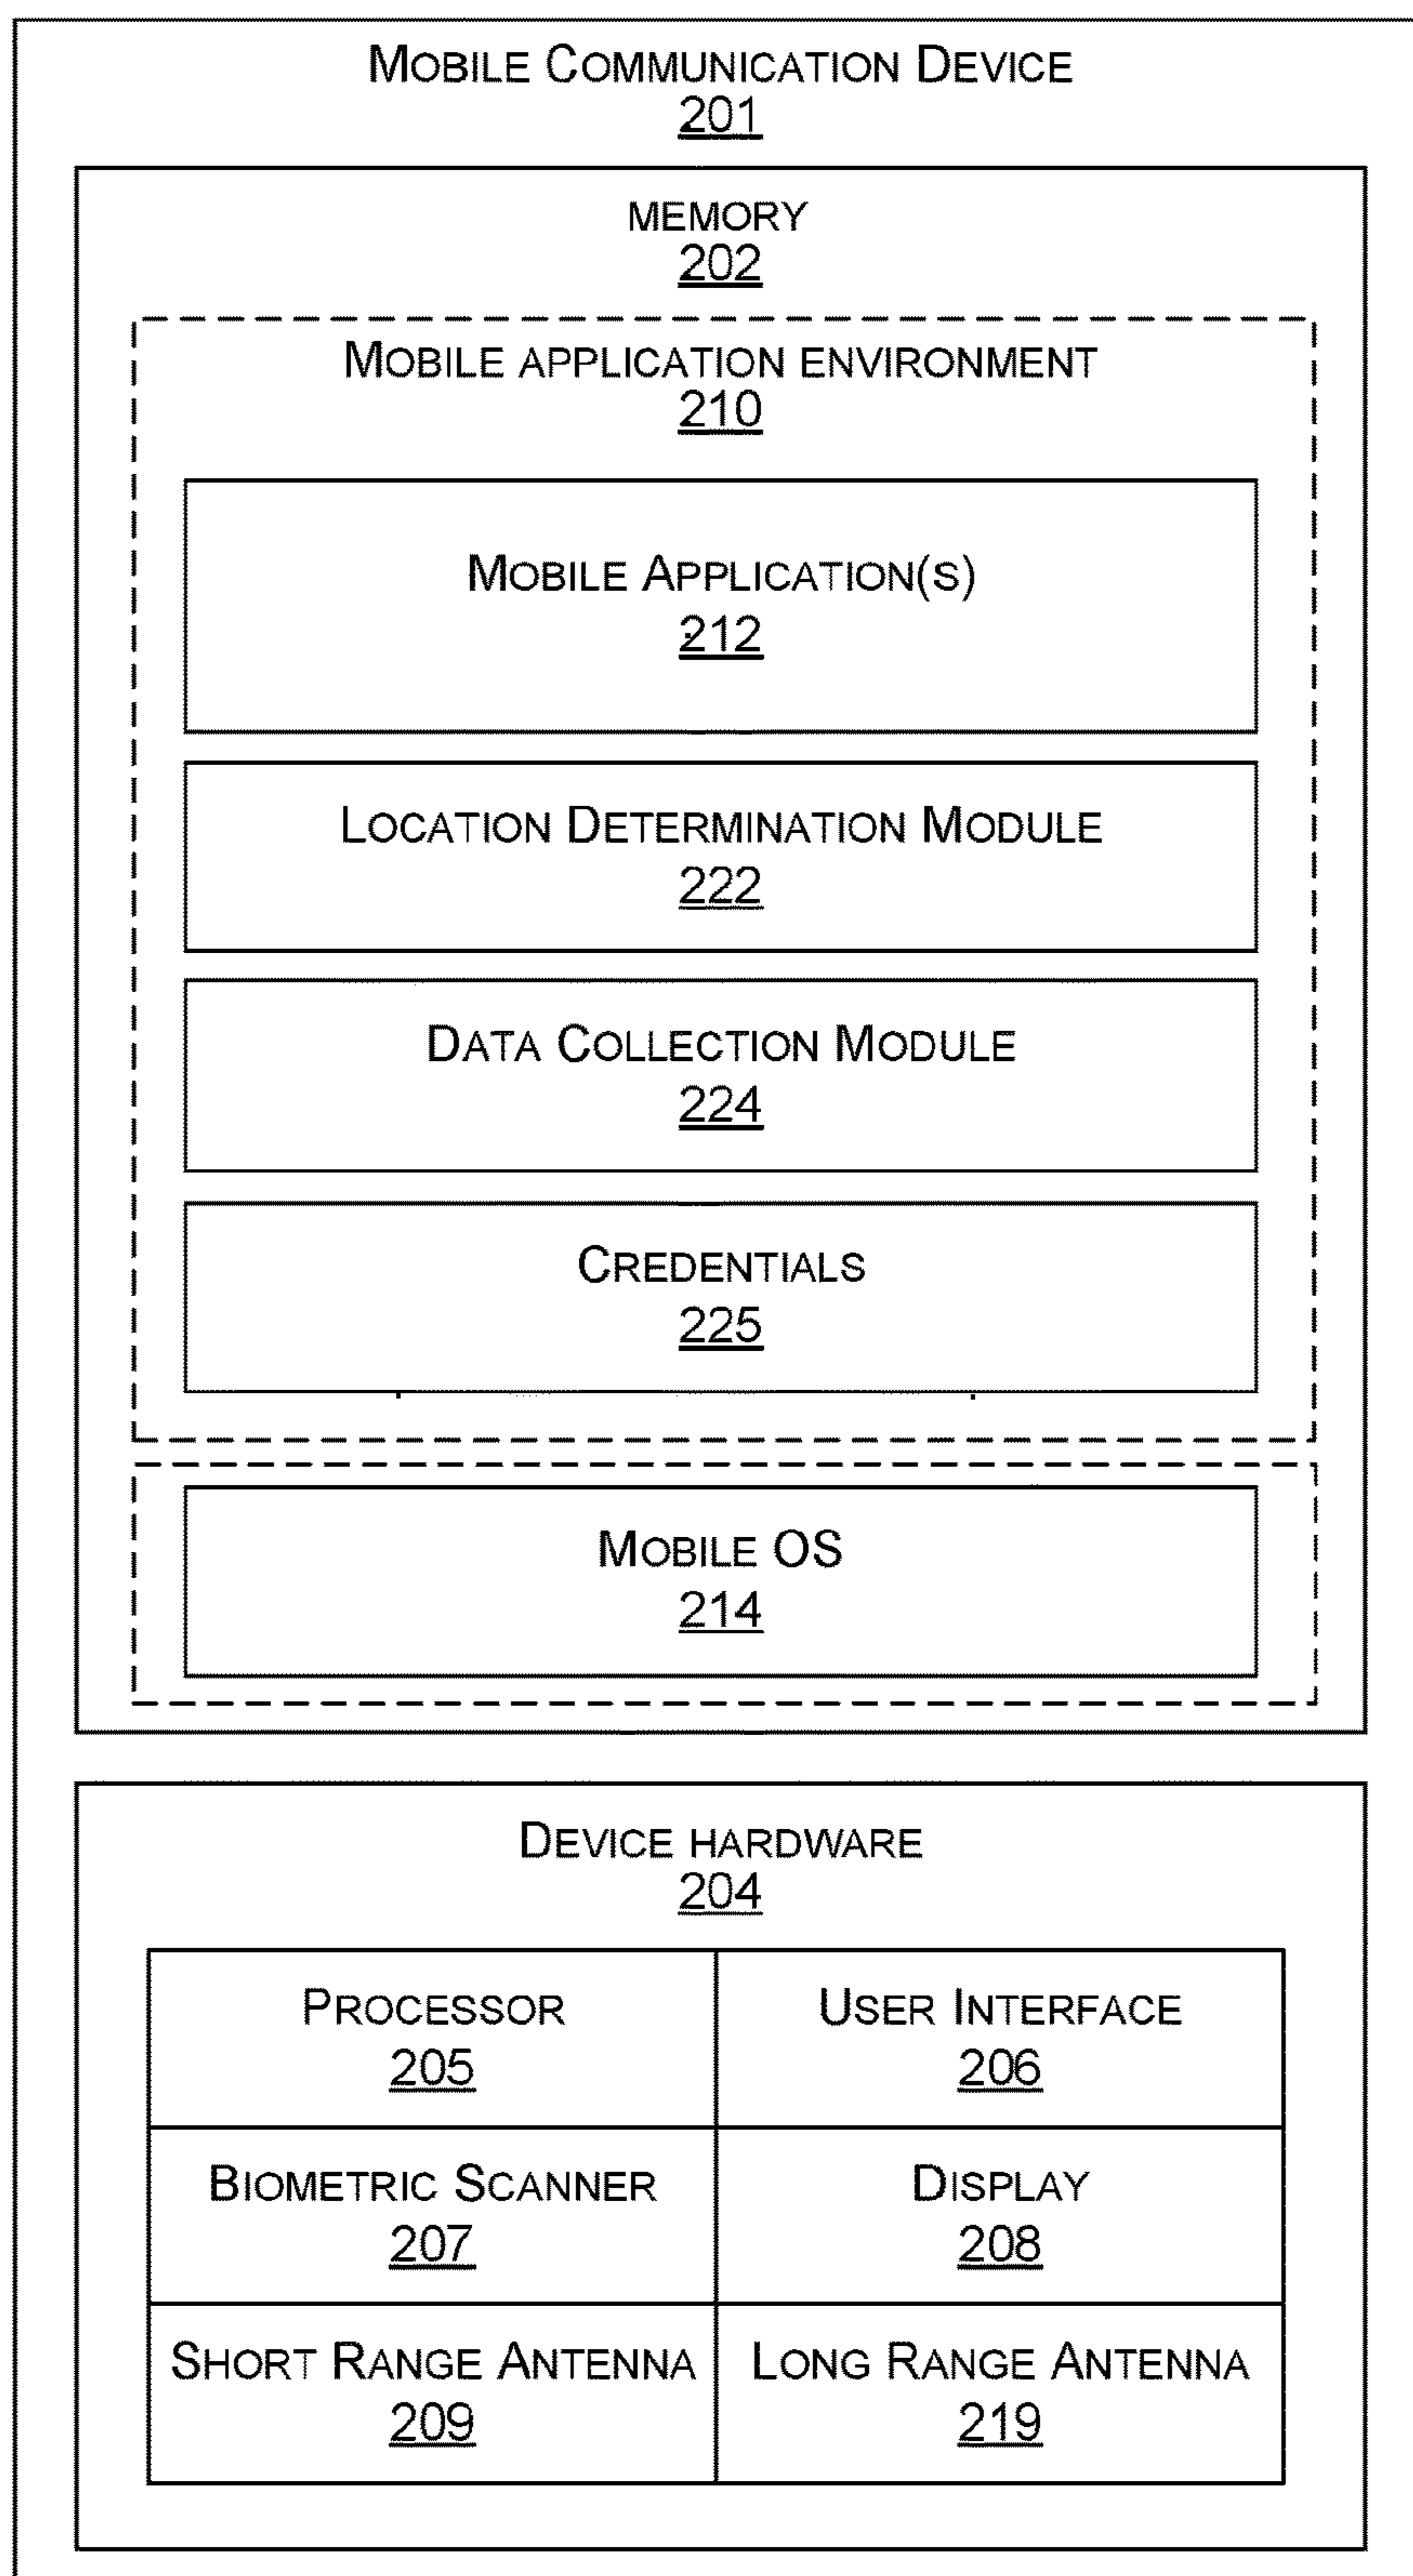 MOBILE COMMUNICATION DEVICE
201
MEMORY
202
MOBILE APPLICATION ENVIRONMENT
210
MOBILE APPLICATION(S)
212
LOCATION DETERMINATION MODULE
222
DATA COLLECTION MODULE
224
CREDENTIALS
225
MOBILE OS
214
DEVICE HARDWARE
204
PROCESSOR
205
USER INTERFACE
206
BIOMETRIC SCANNER
207
DISPLAY
208
SHORT RANGE ANTENNA
209
LONG RANGE ANTENNA
219